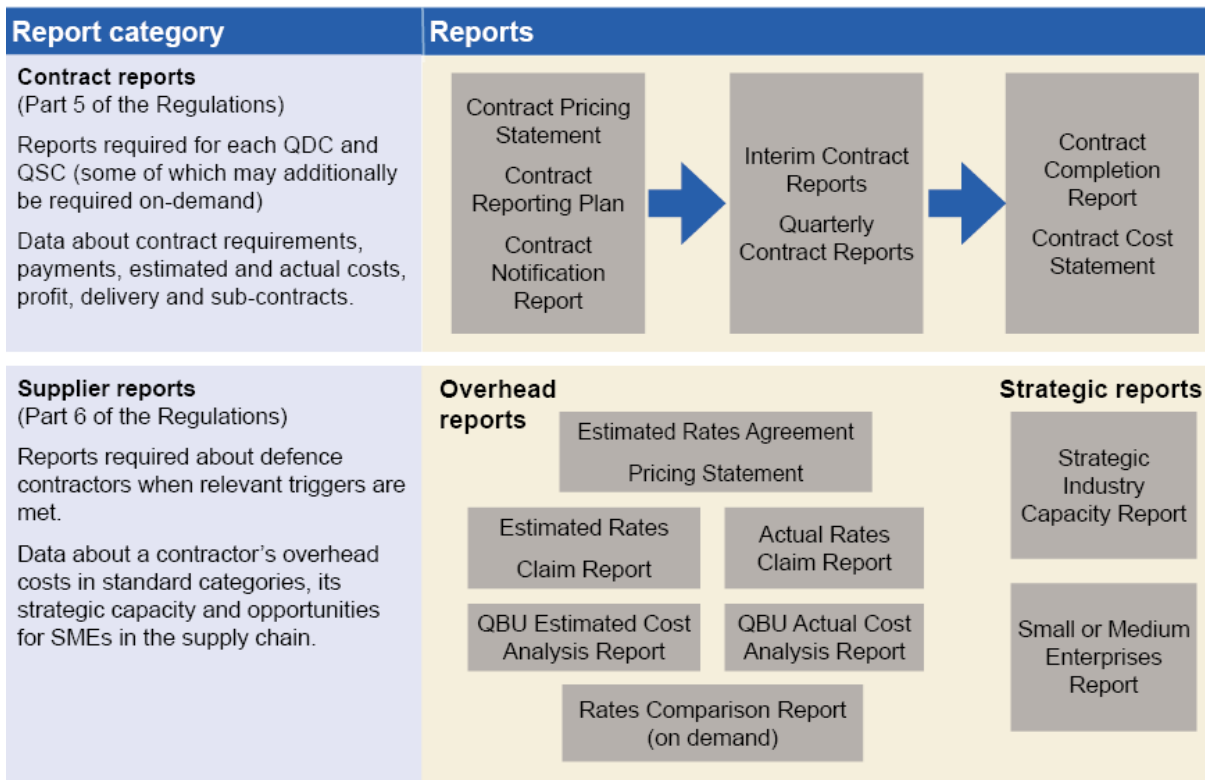 Report category
Reports
Contract reports
(Part 5 of the Regulations)
Reports required for each QDC and
QSC (some of which may additionally
be required on-demand)
Data about contract requirements,
payments, estimated and actual costs,
profit, delivery and sub-contracts.
Contract Pricing
Statement
Contract
Reporting Plan
Contract
Notification
Report
Interim Contract
Reports
Quarterly
Contract Reports
Contract
Completion
Report
Contract Cost
Statement
Supplier reports
(Part 6 of the Regulations)
Reports required about defence
contractors when relevant triggers are
met.
Data about a contractor’s overhead
costs in standard categories, its
strategic capacity and opportunities
for SMEs in the supply chain.
Overhead
reports
Estimated Rates Agreement
Pricing Statement
Estimated Rates
Claim Report
Actual Rates
Claim Report
QBU Estimated Cost
Analysis Report
QBU Actual Cost
Analysis Report
Rates Comparison Report
(on demand)
Strategic reports
Strategic
Industry
Capacity Report
Small or Medium
Enterprises
Report